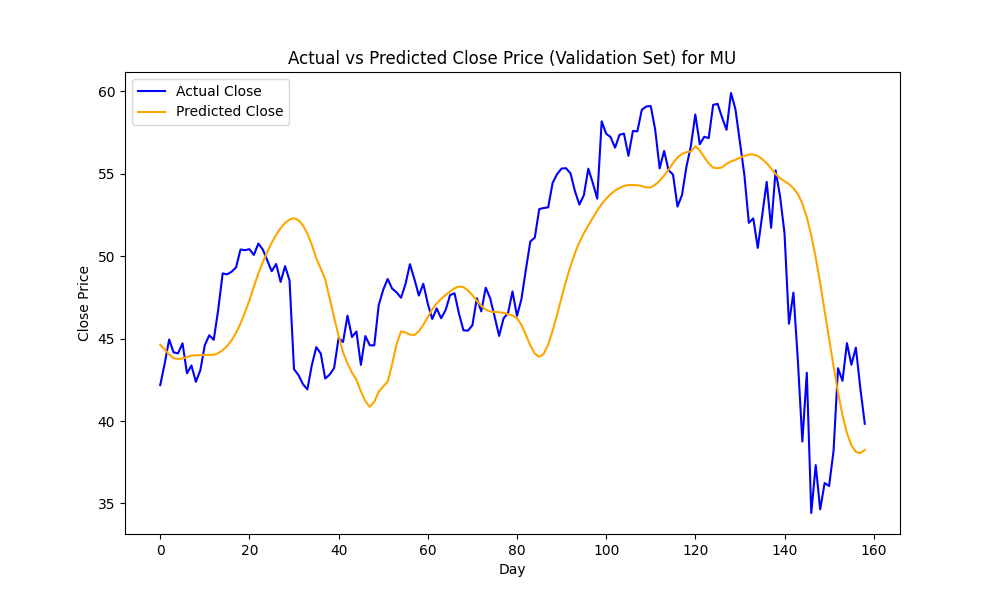 Actual vs Predicted Close Price (Validation Set) for MU
Actual Close
Predicted Close
Close Price
60
55
50
45
40
35
0 20 40 60 80 100 120 140 160
Day